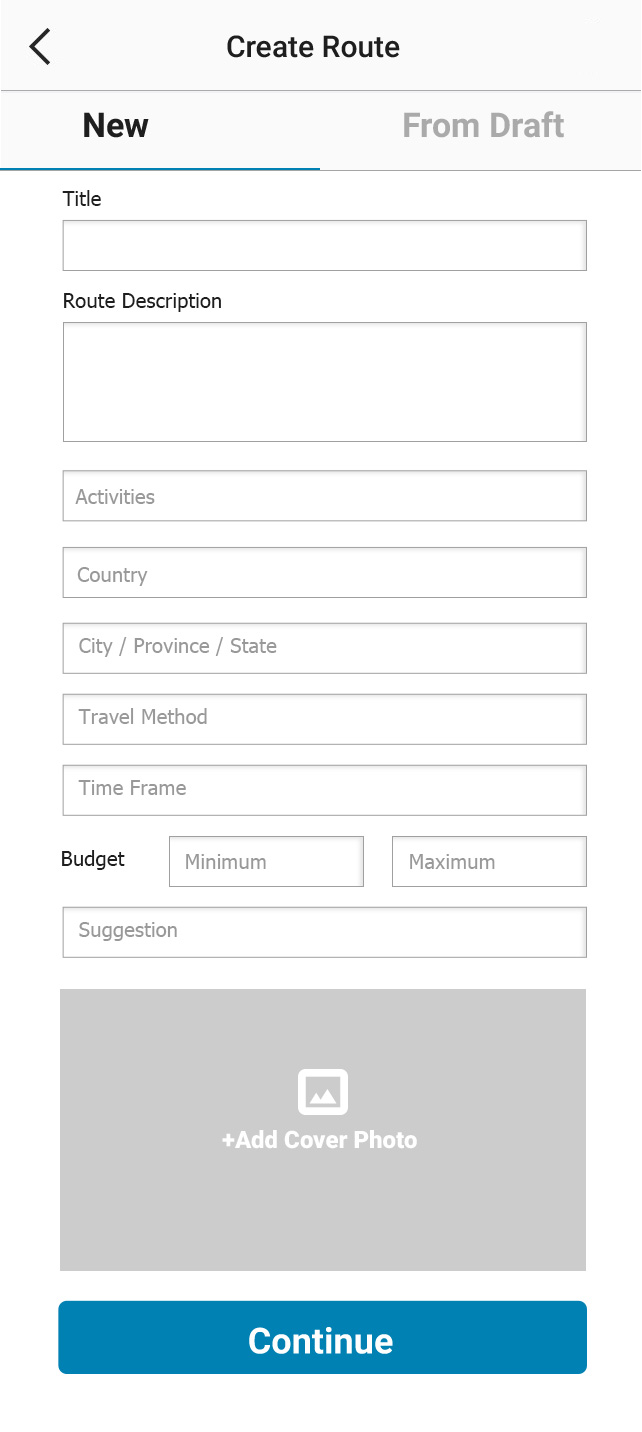 Create Route
New
From Draft
Title
Route Description
Activities
Country
City / Province / State
Travel Method
Time Frame
Budget
Minimum
Maximum
Suggestion
+Add Cover Photo
Continue